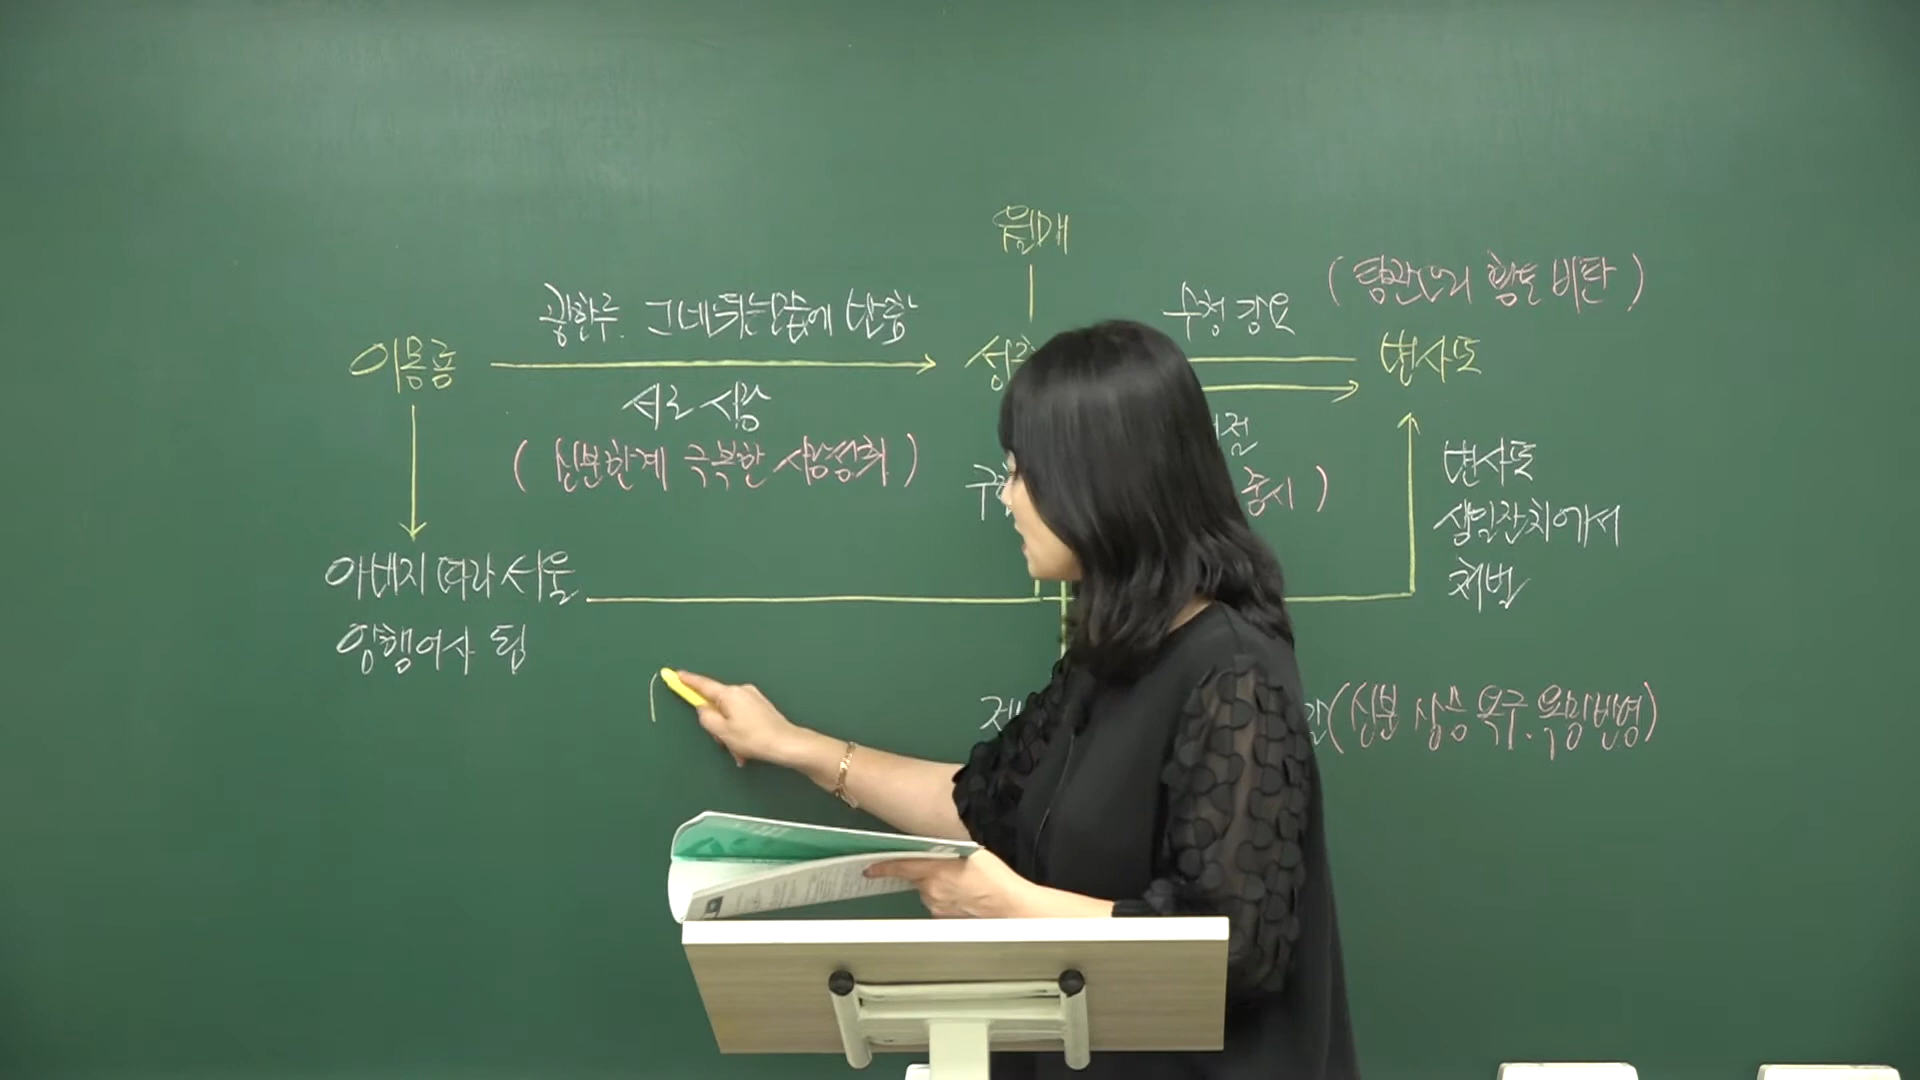 월매
광한루. 그네뛰는 모습에 반함
수청 강요
(탐관오리 횡포 비판)
이몽룡
변사또
서로 사랑
(신분한계 극복한 사랑성취)
절
중시)
변사또
생일잔치에서
처벌
아버지 따라 서울
암행어사 됨
(신분 상승 욕구. 욕망 반영)